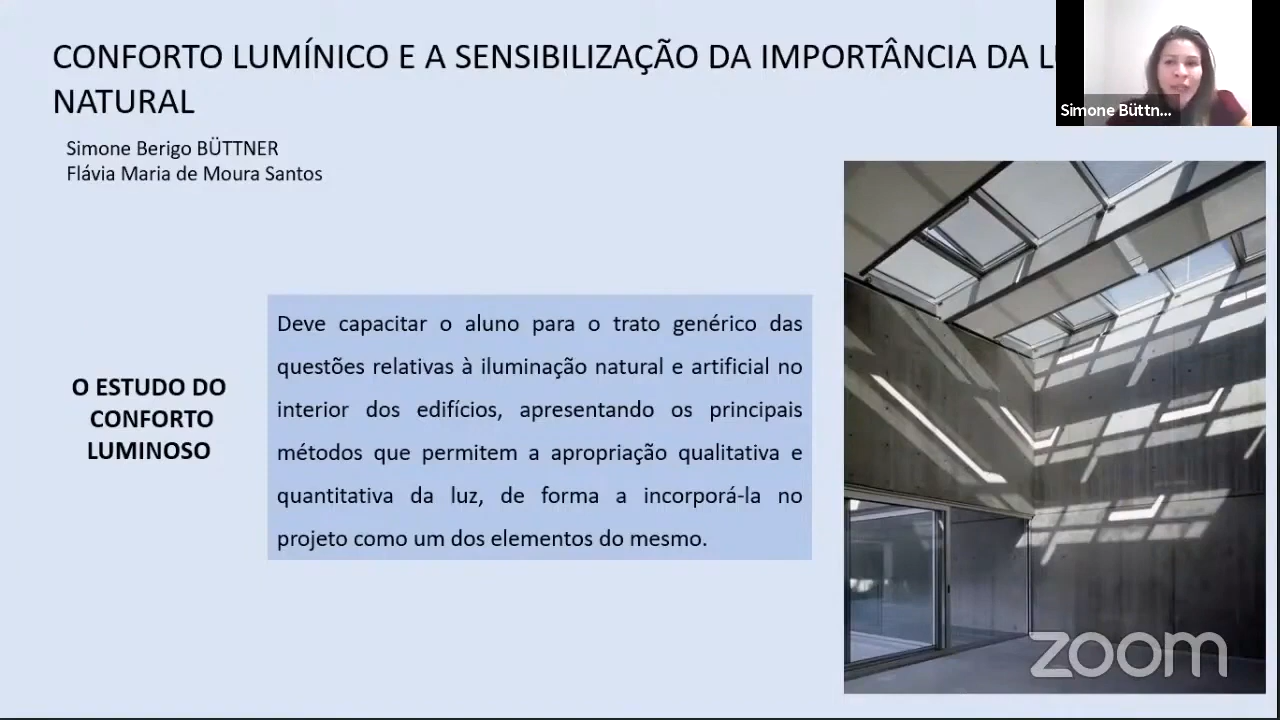 CONFORTO LUMÍNICO E A SENSIBILIZAÇÃO DA IMPORTÂNCIA DA
NATURAL
Simone Büttn...
Simone Berigo BÜTTNER
Flávia Maria de Moura Santos
O ESTUDO DO
CONFORTO
LUMINOSO
Deve capacitar o aluno para o trato genérico das
questões relativas à iluminação natural e artificial no
interior dos edifícios, apresentando os principais
métodos que permitem a apropriação qualitativa e
quantitativa da luz, de forma a incorporá-la no
projeto como um dos elementos do mesmo.
zoom